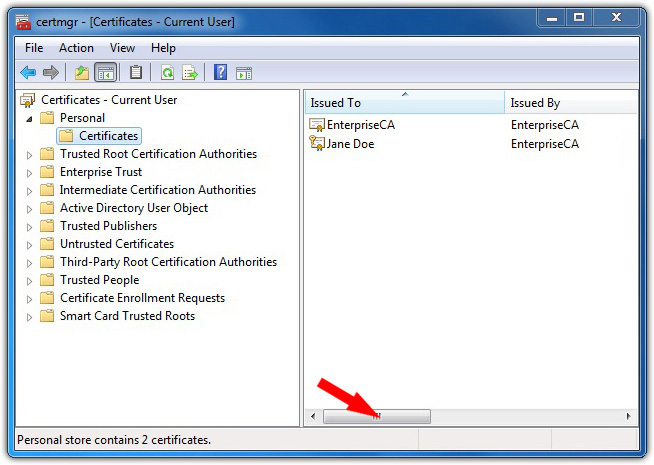 certmgr - [Certificates - Current User]
File Action View Help
Certificates - Current User
Personal
Certificates
Trusted Root Certification Authorities
Enterprise Trust
Intermediate Certification Authorities
Active Directory User Object
Trusted Publishers
Untrusted Certificates
Third-Party Root Certification Authorities
Trusted People
Certificate Enrollment Requests
Smart Card Trusted Roots
Issued To Issued By
EnterpriseCA EnterpriseCA
Jane Doe EnterpriseCA
Personal store contains 2 certificates.